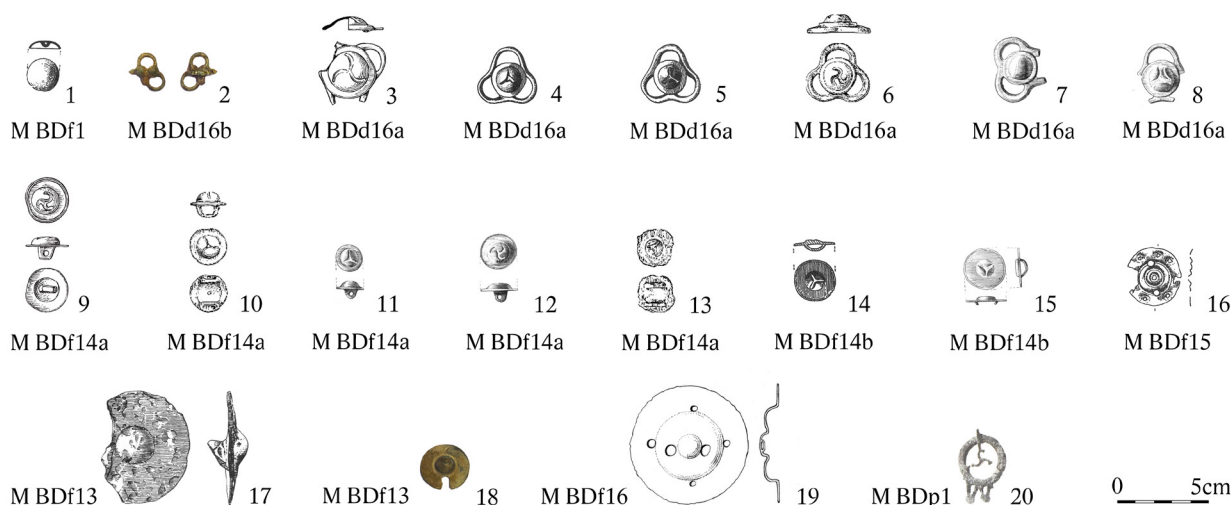 1 2 3 4 5 6 7 8
M BDf1 M BDd16b M BDd16a M BDd16a M BDd16a M BDd16a M BDd16a M BDd16a
9 10 11 12 13 14 15 16
M BDf14a M BDf14a M BDf14a M BDf14a M BDf14a M BDf14b M BDf14b M BDf15
0 5cm
M BDf13 17 M BDf13 18 M BDf16 19 M BDp1 20